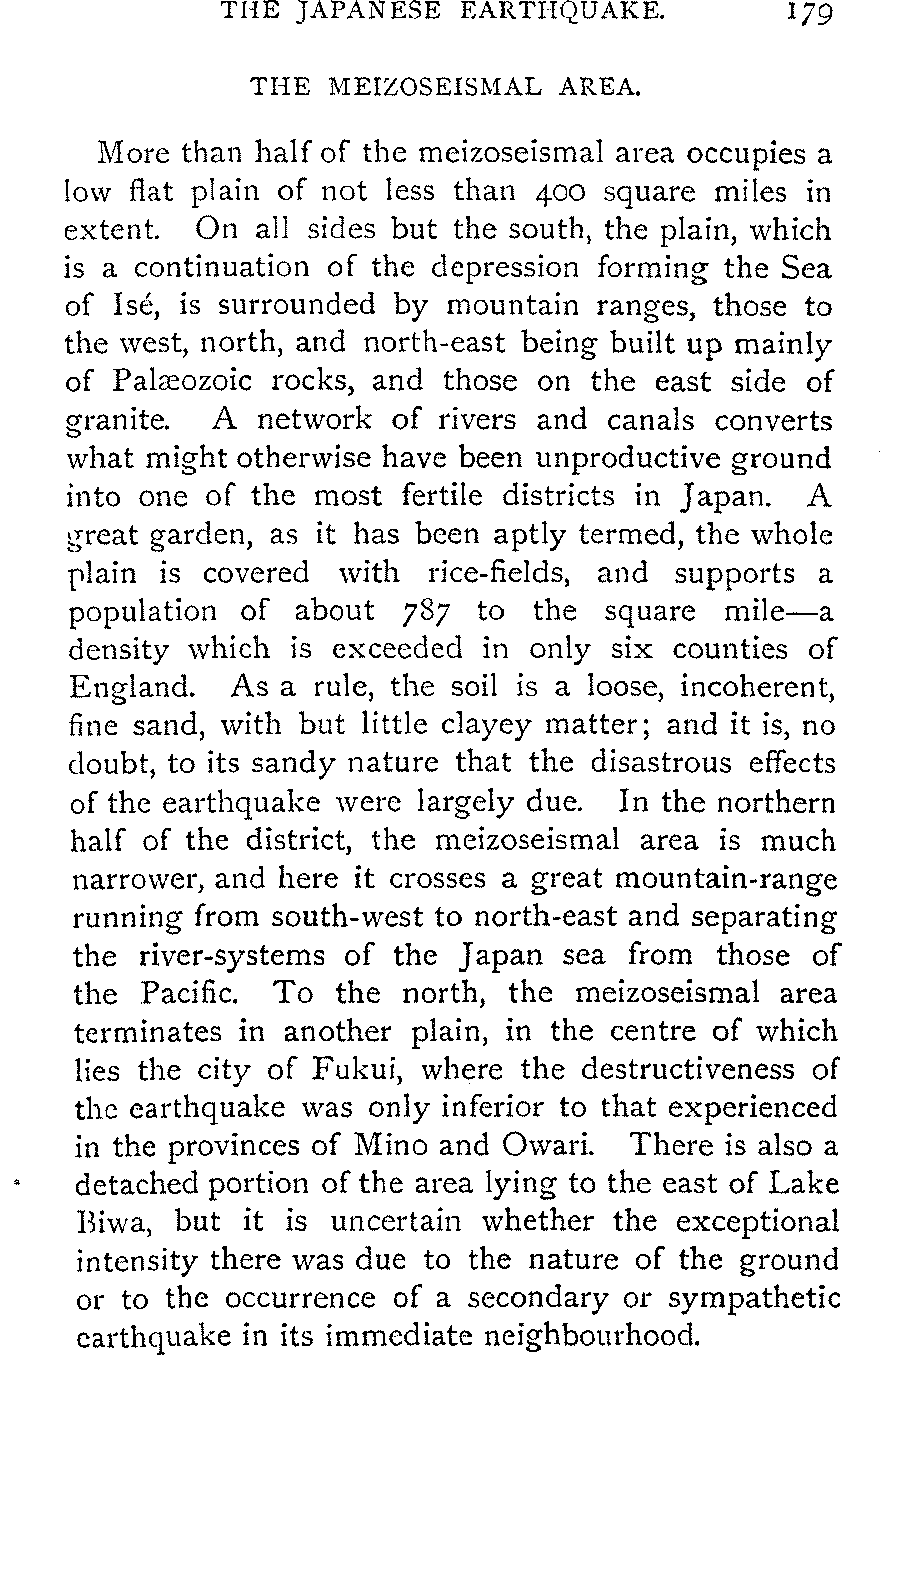 THE JAPANESE EARTHQUAKE. 179
THE MEIZOSEISMAL AREA.
More than half of the meizoseismal area occupies a
low flat plain of not less than 400 square miles in
extent. On all sides but the south, the plain, which
is a continuation of the depression forming the Sea
of Isé, is surrounded by mountain ranges, those to
the west, north, and north-east being built up mainly
of Palæozoic rocks, and those on the east side of
granite. A network of rivers and canals converts
what might otherwise have been unproductive ground
into one of the most fertile districts in Japan. A
great garden, as it has been aptly termed, the whole
plain is covered with rice-fields, and supports a
population of about 787 to the square mile—a
density which is exceeded in only six counties of
England. As a rule, the soil is a loose, incoherent,
fine sand, with but little clayey matter; and it is, no
doubt, to its sandy nature that the disastrous effects
of the earthquake were largely due. In the northern
half of the district, the meizoseismal area is much
narrower, and here it crosses a great mountain-range
running from south-west to north-east and separating
the river-systems of the Japan sea from those of
the Pacific. To the north, the meizoseismal area
terminates in another plain, in the centre of which
lies the city of Fukui, where the destructiveness of
the earthquake was only inferior to that experienced
in the provinces of Mino and Owari. There is also a
detached portion of the area lying to the east of Lake
Biwa, but it is uncertain whether the exceptional
intensity there was due to the nature of the ground
or to the occurrence of a secondary or sympathetic
earthquake in its immediate neighbourhood.